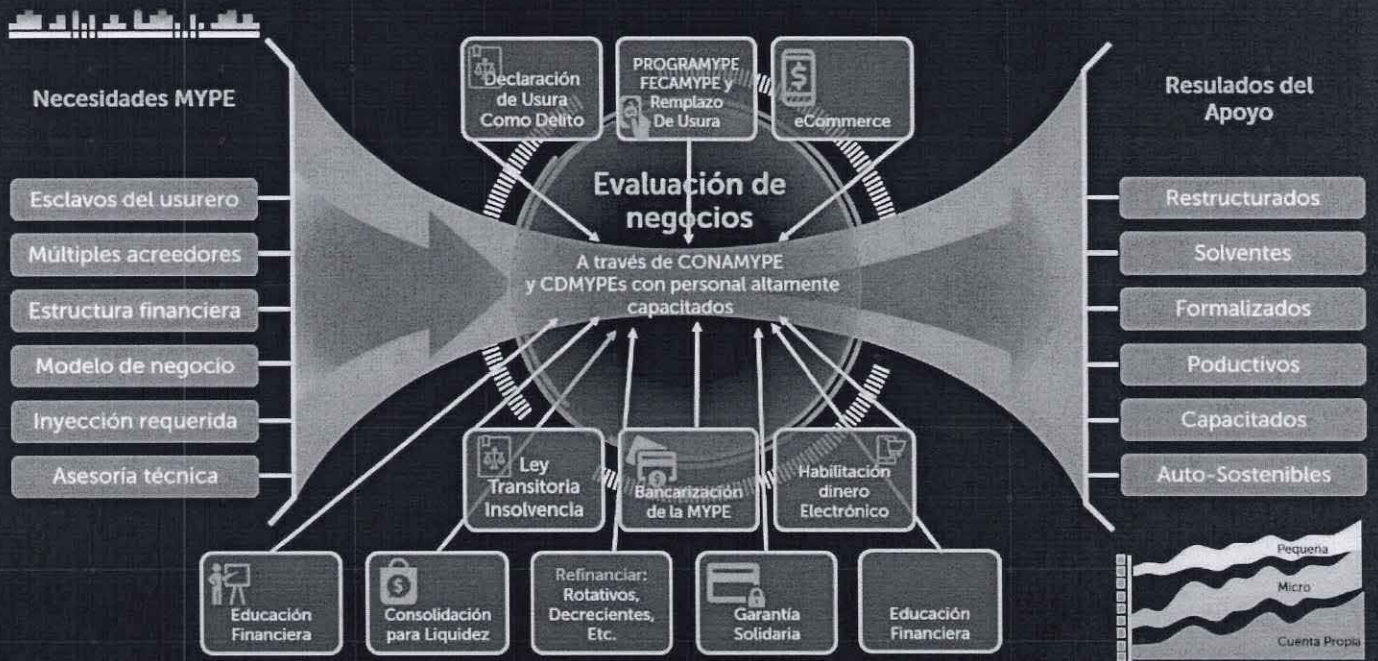 Necesidades MYPE
Esclavos del usurero
Múltiples acreedores
Estructura financiera
Modelo de negocio
Inyección requerida
Asesoría técnica
Declaración
de Usura
Como Delito
PROGRAMYPE
FECAMYPE y
Remplazo
De Usura
eCommerce
Evaluación de
negocios
A través de CONAMYPE
y CDMYPEs con personal altamente
capacitados
Ley
Transitoria
Insolvencia
Bancarización
de la MYPE
Habilitación
dinero
Electrónico
Educación
Financiera
Consolidación
para Liquidez
Refinanciar:
Rotativos,
Decrecientes,
Etc.
Garantía
Solidaria
Educación
Financiera
Resulados del
Apoyo
Restructurados
Solventes
Formalizados
Poductivos
Capacitados
Auto-Sostenibles
Pequeña
Micro
Cuenta Propia